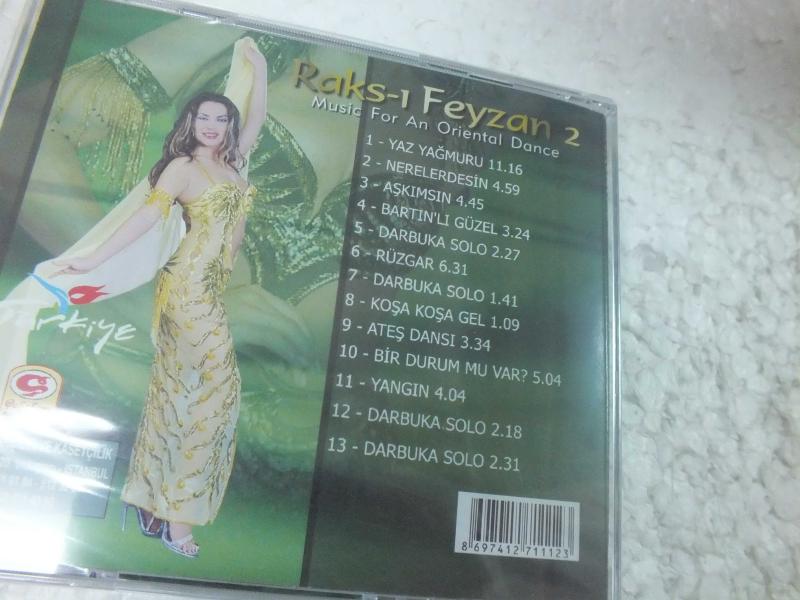 Raks-ı Feyzan 2
Music For An Oriental Dance
1 - YAZ YAĞMURU 11.16
2 - NERELERDESİN 4.59
3 - AŞKIMSIN 4.45
4 - BARTIN'LI GÜZEL 3.24
5 - DARBUKA SOLO 2.27
6 - RÜZGAR 6.31
7 - DARBUKA SOLO 1.41
8 - KOŞA KOŞA GEL 1.09
9 - ATEŞ DANSI 3.34
10 - BİR DURUM MU VAR? 5.04
11 - YANGIN 4.04
12 - DARBUKA SOLO 2.18
13 - DARBUKA SOLO 2.31
Türkiye
KASETÇİLİK
İSTANBUL
8 697412 711123